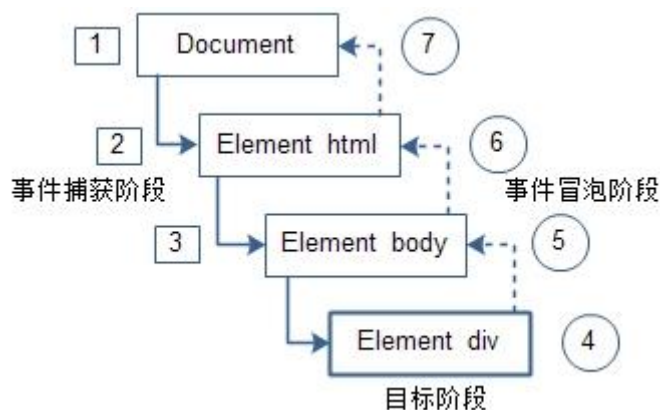 1 Document 7
2 Element html 6
事件捕获阶段 事件冒泡阶段
3 Element body 5
Element div 4
目标阶段